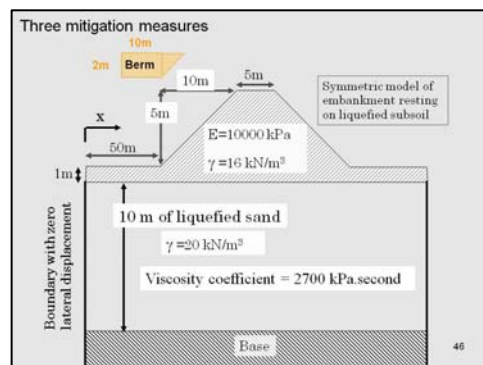 Three mitigation measures
10m
2m
Berm
10m
5m
Symmetric model of
embankment resting
on liquefied subsoil
x
5m
50m
E=10000 kPa
γ =16 kN/m³
1m
10 m of liquefied sand
γ =20 kN/m³
Boundary with zero
lateral displacement
Viscosity coefficient = 2700 kPa.second
Base
46